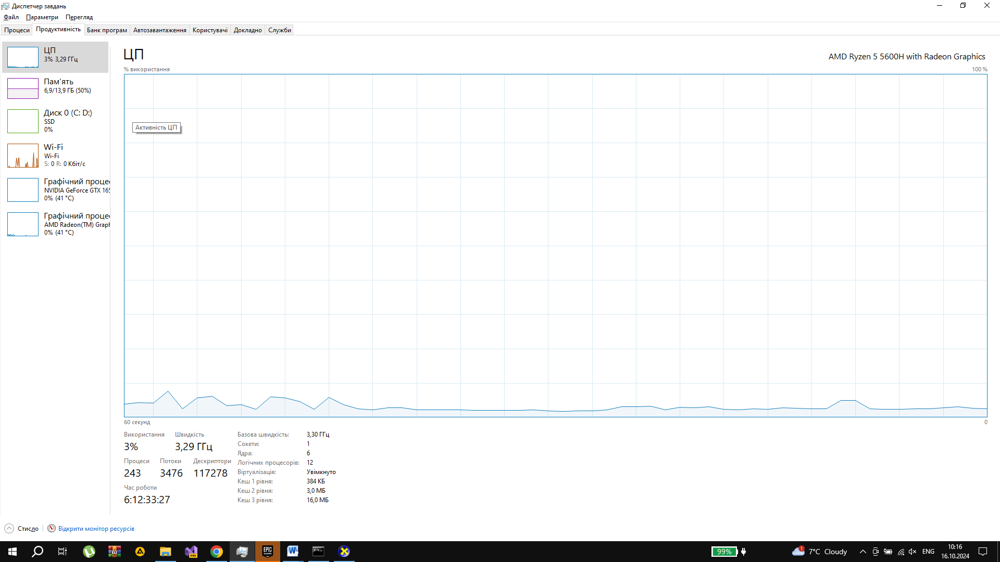 Диспетчер завдань
Файл Параметри Перегляд
Процеси Продуктивність Банк програм Автозавантаження Користувачі Докладно Служби
ЦП
3% 3,29 ГГц
Пам'ять
6,9/13,9 ГБ (50%)
Диск 0 (C: D:)
SSD
0%
Wi-Fi
Wi-Fi
S: 0 R: 0 Кбіт/с
Графічний проце
NVIDIA GeForce GTX 165
0% (41 °C)
Графічний проце
AMD Radeon(TM) Graph
0% (41 °C)
ЦП
AMD Ryzen 5 5600H with Radeon Graphics
% використання
100 %
Активність ЦП
60 секунд
0
Використання Швидкість
3% 3,29 ГГц
Процеси Потоки Дескриптори
243 3476 117278
Час роботи
6:12:33:27
Базова швидкість: 3,30 ГГц
Сокети: 1
Ядра: 6
Логічних процесорів: 12
Віртуалізація: Увімкнуто
Кеш 1 рівня: 384 КБ
Кеш 2 рівня: 3,0 МБ
Кеш 3 рівня: 16,0 МБ
Стисло Відкрити монітор ресурсів
PRE
EPIC GAMES
99%
1
7°C Cloudy
ENG
10:16
16.10.2024